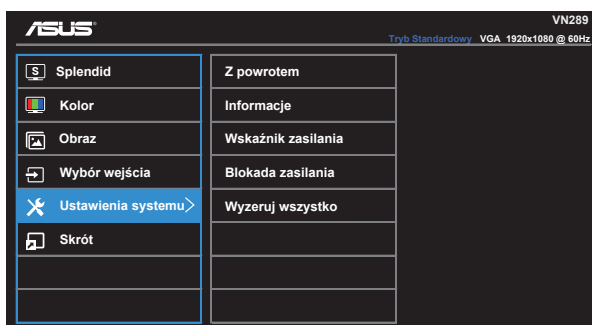 ASUS
VN289
Tryb Standardowy VGA 1920x1080 @ 60Hz
S Splendid
Kolor
Obraz
Wybór wejścia
Ustawienia systemu>
Skrót
Z powrotem
Informacje
Wskaźnik zasilania
Blokada zasilania
Wyzeruj wszystko